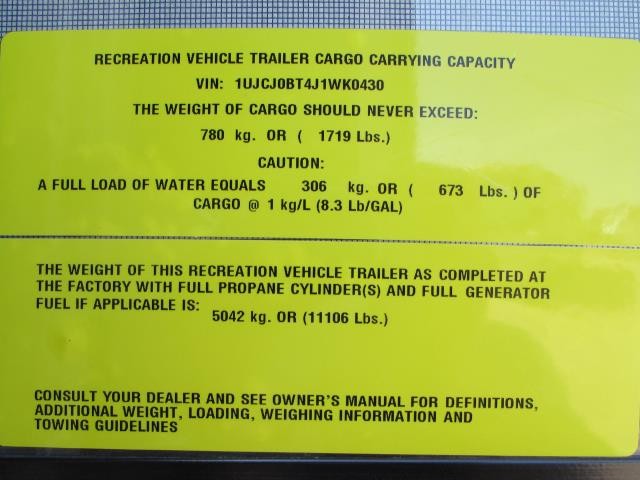 RECREATION VEHICLE TRAILER CARGO CARRYING CAPACITY
VIN: 1UJCJ0BT4J1WK0430
THE WEIGHT OF CARGO SHOULD NEVER EXCEED:
780 kg. OR ( 1719 Lbs.)
CAUTION:
A FULL LOAD OF WATER EQUALS 306 kg. OR ( 673 Lbs. ) OF
CARGO @ 1 kg/L (8.3 Lb/GAL)
THE WEIGHT OF THIS RECREATION VEHICLE TRAILER AS COMPLETED AT
THE FACTORY WITH FULL PROPANE CYLINDER(S) AND FULL GENERATOR
FUEL IF APPLICABLE IS:
5042 kg. OR (11106 Lbs.)
CONSULT YOUR DEALER AND SEE OWNER'S MANUAL FOR DEFINITIONS,
ADDITIONAL WEIGHT, LOADING, WEIGHING INFORMATION AND
TOWING GUIDELINES